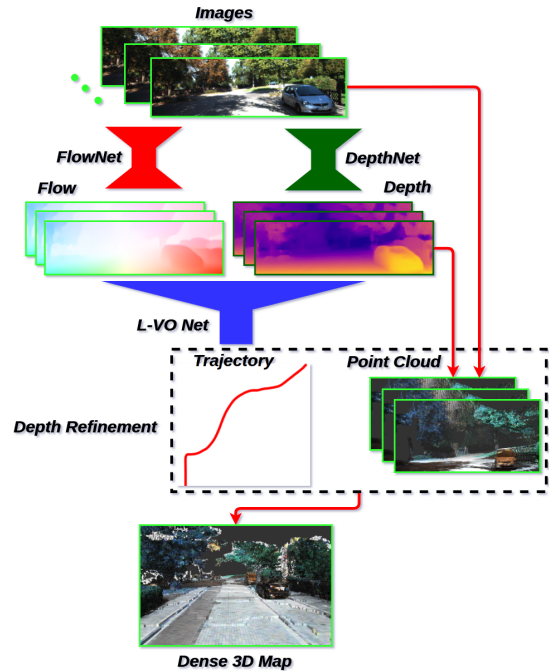 Images
FlowNet
DepthNet
Flow
Depth
L-VO Net
Trajectory
Point Cloud
Depth Refinement
Dense 3D Map